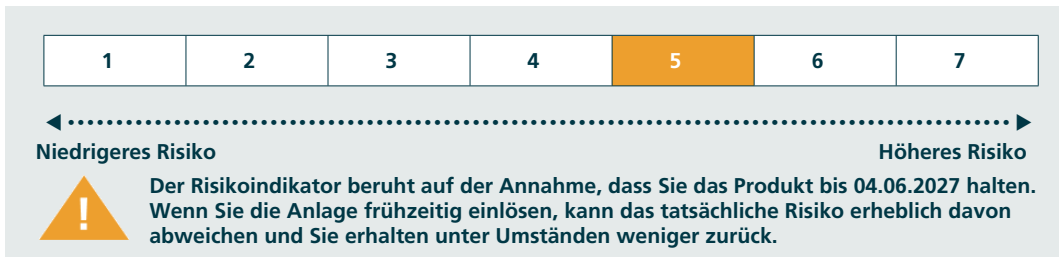 1 2 3 4 5 6 7
Niedrigeres Risiko Höheres Risiko
Der Risikoindikator beruht auf der Annahme, dass Sie das Produkt bis 04.06.2027 halten.
Wenn Sie die Anlage frühzeitig einlösen, kann das tatsächliche Risiko erheblich davon
abweichen und Sie erhalten unter Umständen weniger zurück.
!